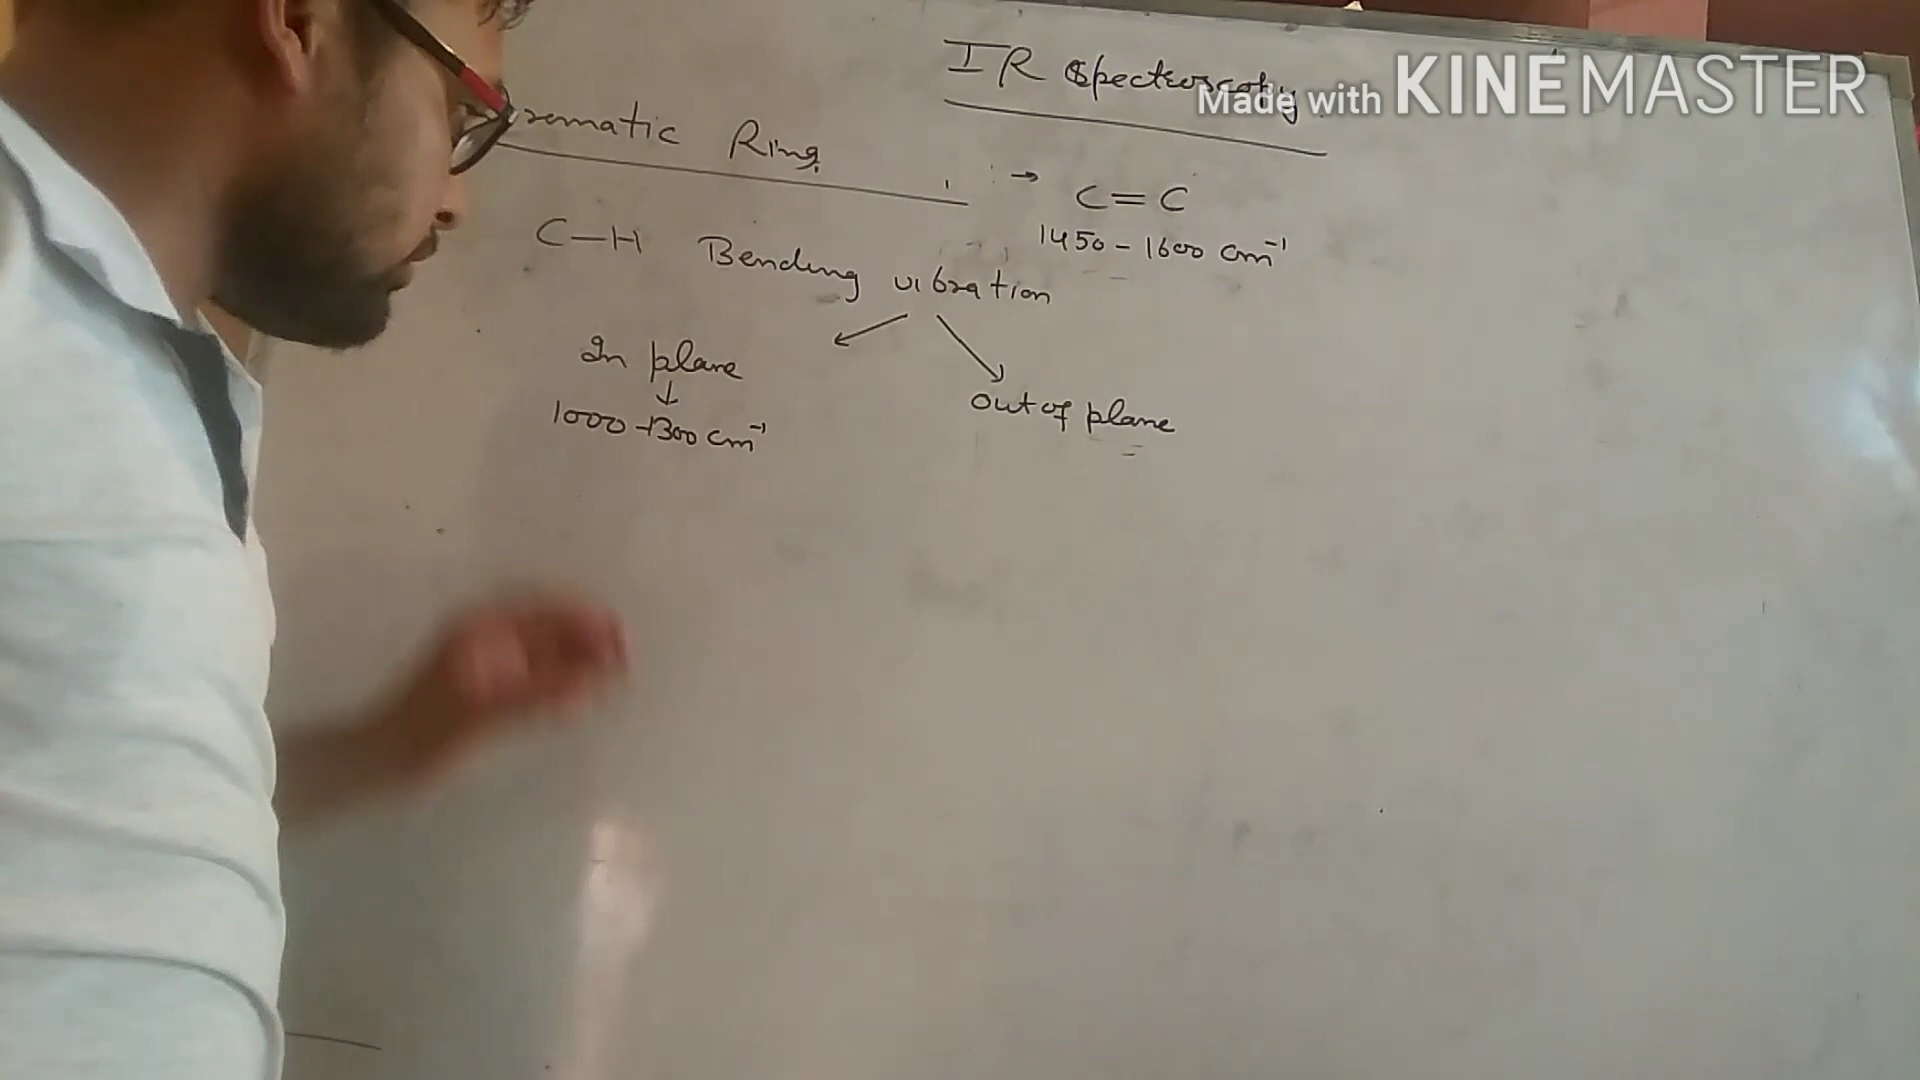 IR Spectroscopy
Made with KINEMASTER
romatic Ring.
→ C=C
1450 - 1600 cm⁻¹
C-H Bending vibration
In plane
↓
1000-1300 cm⁻¹
out of plane